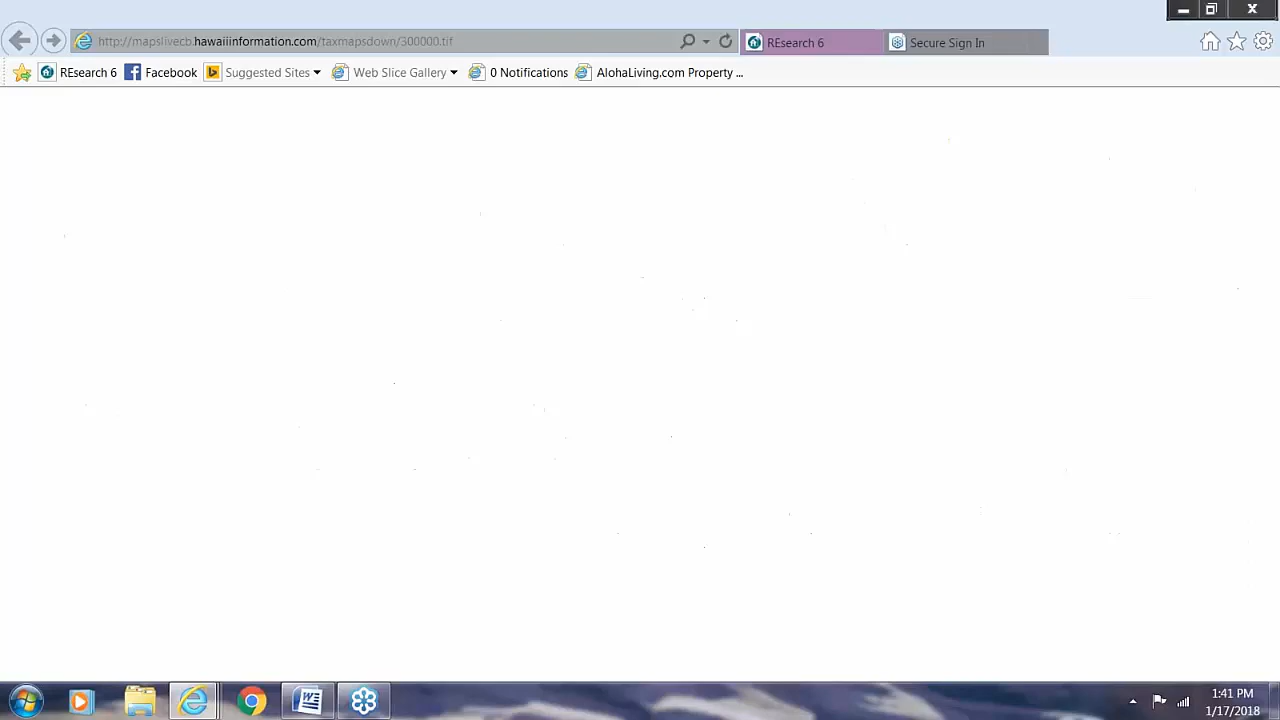 http://mapslivecb.hawaiiinformation.com/taxmapsdown/300000.tif REsearch 6 Secure Sign In
REsearch 6 Facebook Suggested Sites Web Slice Gallery 0 Notifications AlohaLiving.com Property ...
1:41 PM
1/17/2018